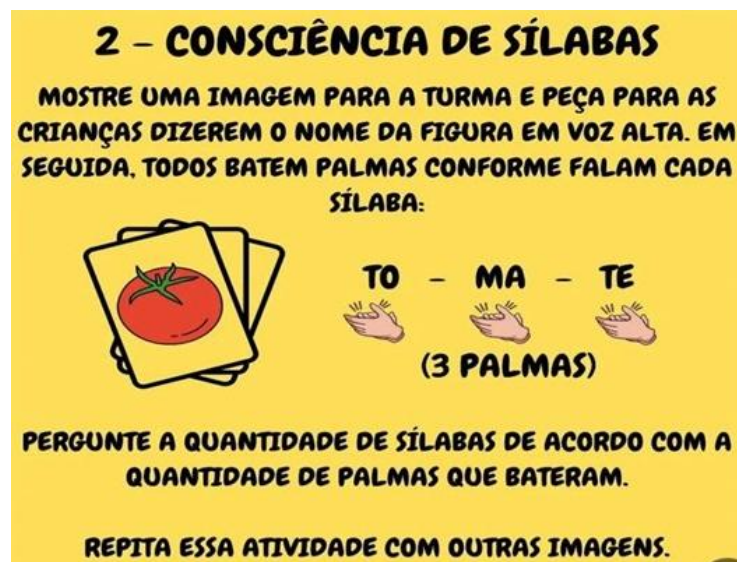 2 – CONSCIÊNCIA DE SÍLABAS
MOSTRE UMA IMAGEM PARA A TURMA E PEÇA PARA AS
CRIANÇAS DIZEREM O NOME DA FIGURA EM VOZ ALTA. EM
SEGUIDA, TODOS BATEM PALMAS CONFORME FALAM CADA
SÍLABA:
TO – MA – TE
(3 PALMAS)
PERGUNTE A QUANTIDADE DE SÍLABAS DE ACORDO COM A
QUANTIDADE DE PALMAS QUE BATERAM.
REPITA ESSA ATIVIDADE COM OUTRAS IMAGENS.